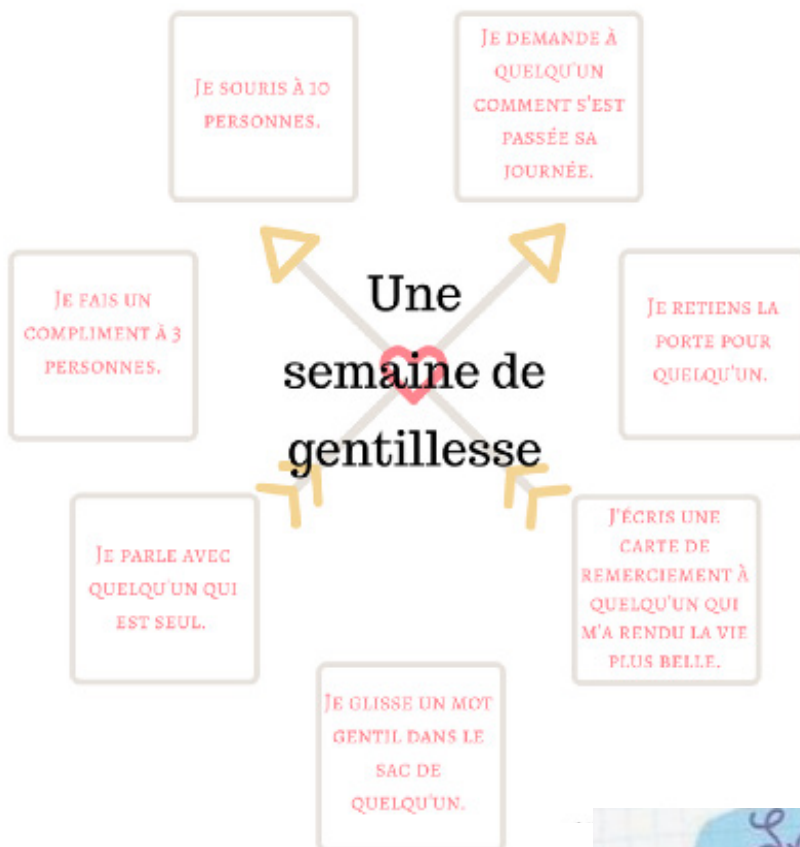 Je souris à 10
personnes.
Je demande à
quelqu'un
comment s'est
passée sa
journée.
Je fais un
compliment à 3
personnes.
Une
semaine de
gentillesse
Je retiens la
porte pour
quelqu'un.
Je parle avec
quelqu'un qui
est seul.
J'écris une
carte de
remerciement à
quelqu'un qui
m'a rendu la vie
plus belle.
Je glisse un mot
gentil dans le
sac de
quelqu'un.